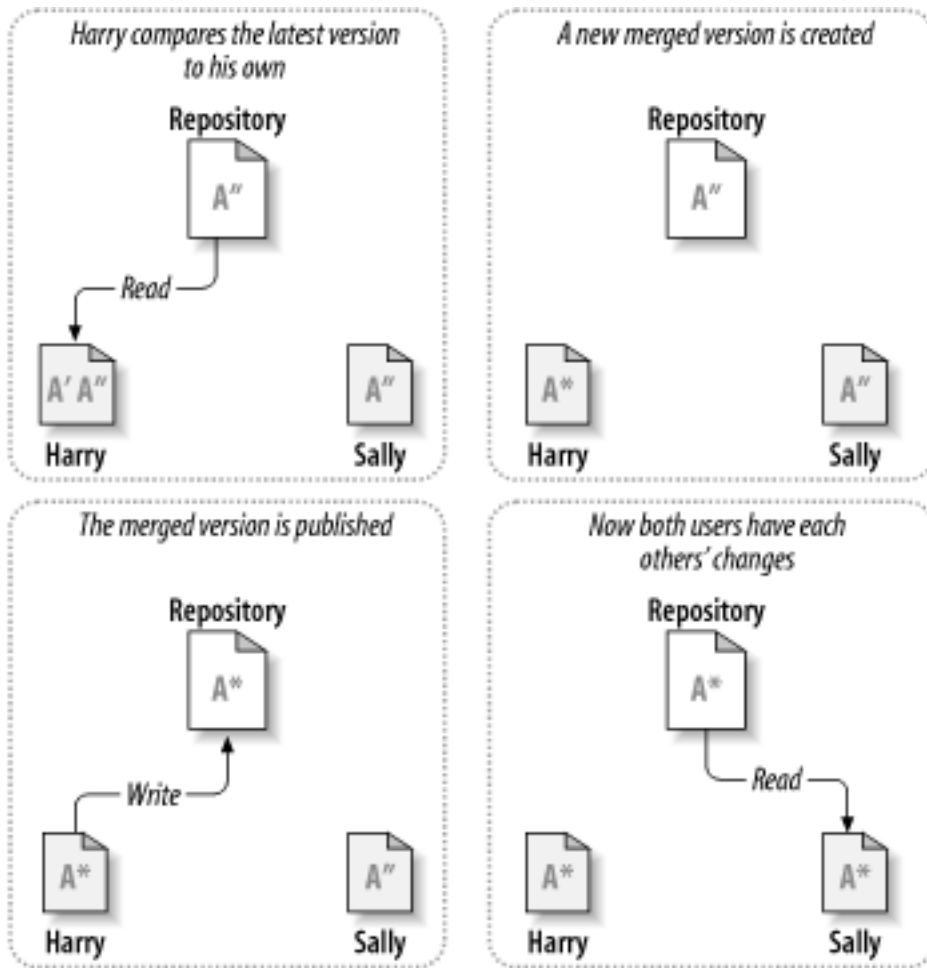 Harry compares the latest version
to his own
Repository
A″
Read
A′ A″
A″
Harry
Sally
A new merged version is created
Repository
A″
A*
A″
Harry
Sally
The merged version is published
Repository
A*
Write
A*
A″
Harry
Sally
Now both users have each
others’ changes
Repository
A*
Read
A*
A*
Harry
Sally